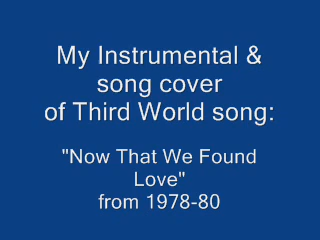 My Instrumental &
song cover
of Third World song:
"Now That We Found
Love"
from 1978-80